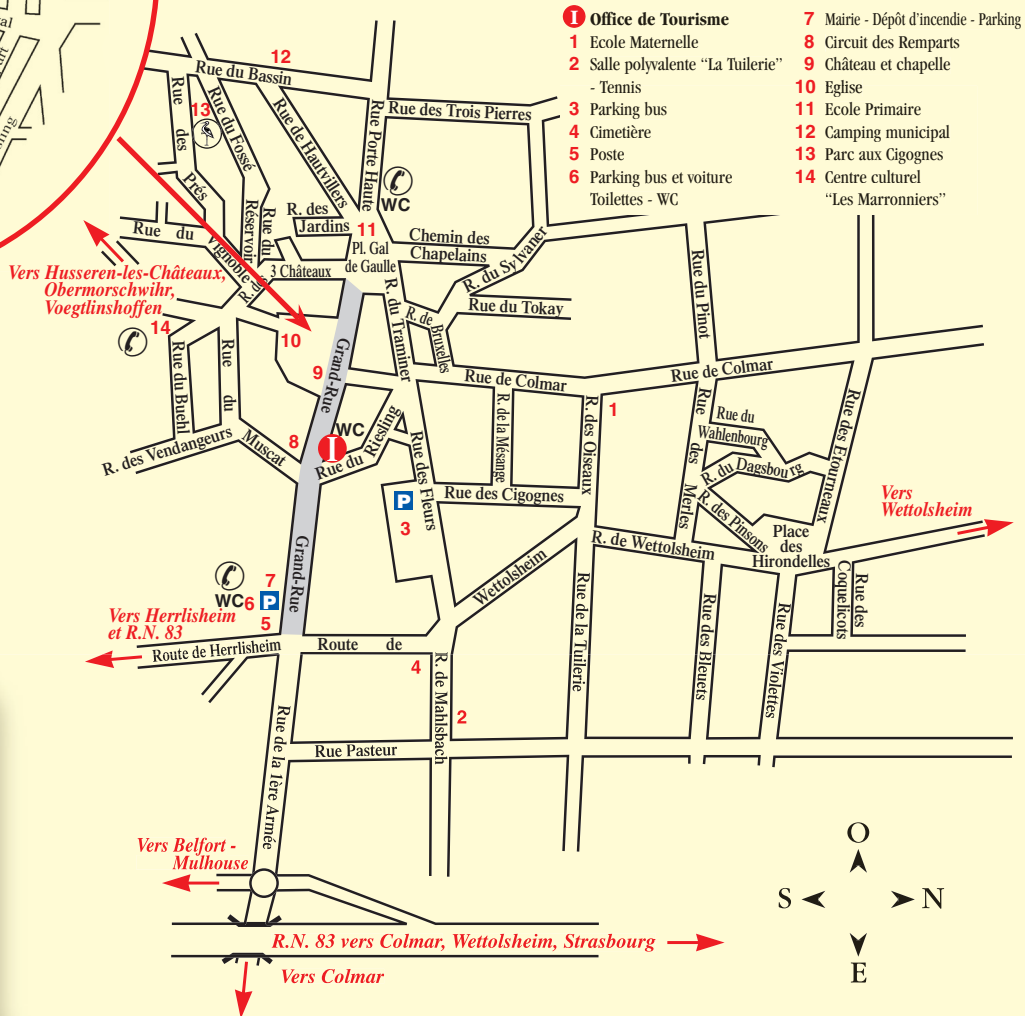 I Office de Tourisme
1 Ecole Maternelle
2 Salle polyvalente “La Tuilerie”
- Tennis
3 Parking bus
4 Cimetière
5 Poste
6 Parking bus et voiture
Toilettes - WC
7 Mairie - Dépôt d'incendie - Parking
8 Circuit des Remparts
9 Château et chapelle
10 Eglise
11 Ecole Primaire
12 Camping municipal
13 Parc aux Cigognes
14 Centre culturel
“Les Marronniers”
12
Rue du Bassin
Rue des Trois Pierres
Rue des Prés
13
Rue du Fossé
Rue de Hautvillers
Rue Porte Haute
WC
R. des
Jardins
11
Pl. Gal
de Gaulle
Chemin des
Chapelains
R. du Sylvaner
Rue du Réservoir
Rue du Vignoble
R. des
3 Châteaux
Rue du Tokay
Rue du Pinot
Vers Husseren-les-Châteaux,
Obermorschwihr,
Voegtlinshoffen
14
10
R. du Traminer
R. de Bruxelles
9
Grand-Rue
Rue de Colmar
Rue de Colmar
Rue du Buehl
Rue du Muscat
R. des Vendangeurs
8
I
WC
Rue du Riesling
Rue des Fleurs
R. de la Mésange
R. des Oiseaux
1
Rue des Merles
Rue du
Wahlenbourg
R. du Dagsbourg
R. des Pinsons
Rue des Etourneaux
Rue des Cigognes
P
3
Vers
Wettolsheim
R. de Wettolsheim
Place
des
Hirondelles
Grand-Rue
7
WC 6 P
5
Vers Herrlisheim
et R.N. 83
Route de Herrlisheim
Route de Wettolsheim
4
R. de Mahlsbach
2
Rue de la Tuilerie
Rue des Bleuets
Rue des Violettes
Rue des
Coquelicots
Rue de la 1ère Armée
Rue Pasteur
Vers Belfort -
Mulhouse
R.N. 83 vers Colmar, Wettolsheim, Strasbourg
Vers Colmar
O
S N
E